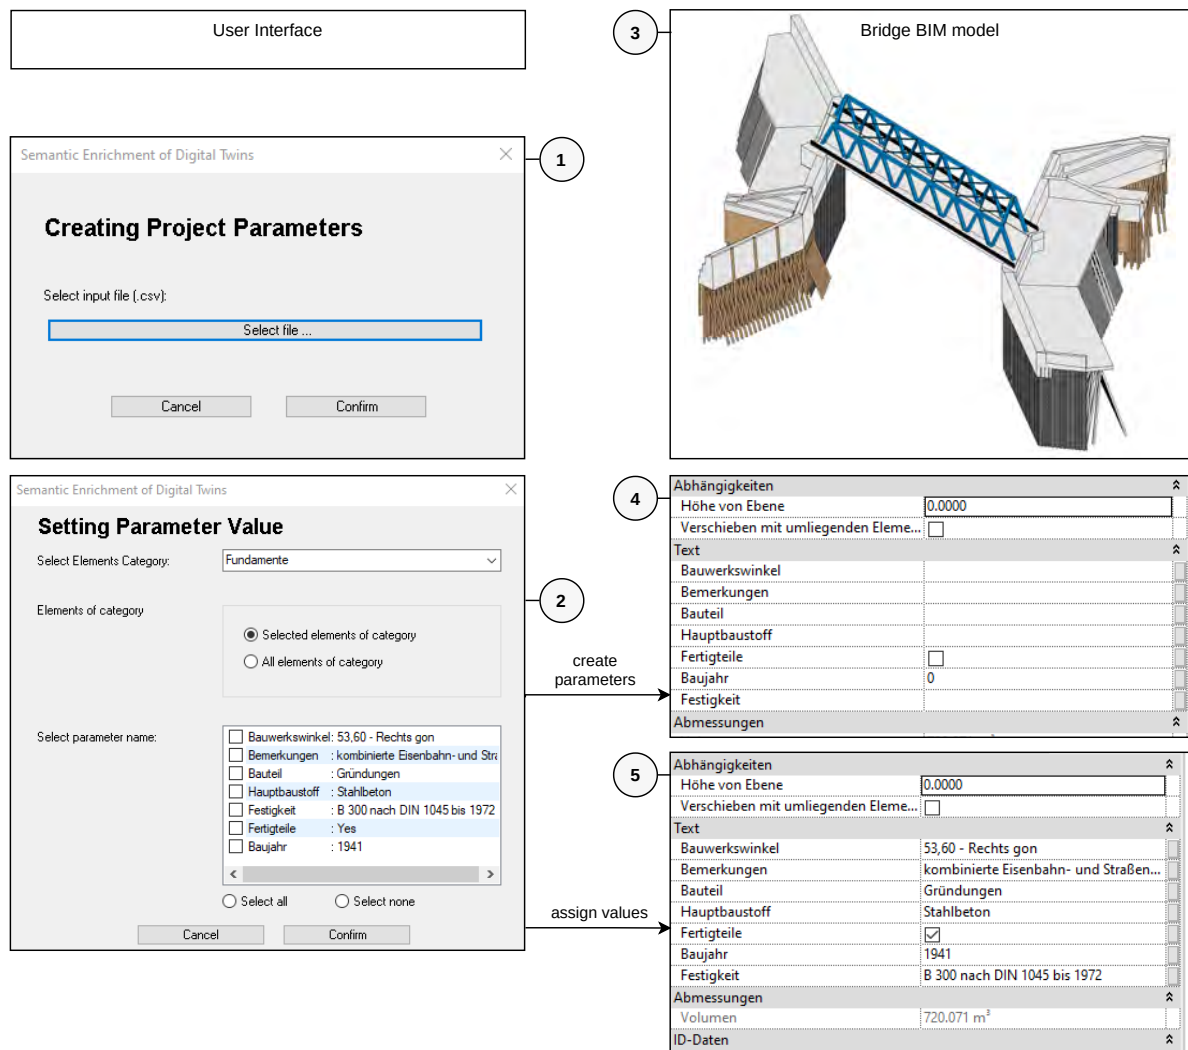 User Interface
1
Semantic Enrichment of Digital Twins
Creating Project Parameters
Select input file (.csv):
Select file ...
Cancel Confirm
2
Semantic Enrichment of Digital Twins
Setting Parameter Value
Select Elements Category: Fundamente
Elements of category
Selected elements of category
All elements of category
Select parameter name:
Bauwerkswinkel: 53,60 - Rechts gon
Bemerkungen : kombinierte Eisenbahn- und Stra
Bauteil : Gründungen
Hauptbaustoff : Stahlbeton
Festigkeit : B 300 nach DIN 1045 bis 1972
Fertigteile : Yes
Baujahr : 1941
Select all Select none
Cancel Confirm
create
parameters
assign values
3
Bridge BIM model
4
Abhängigkeiten
Höhe von Ebene 0.0000
Verschieben mit umliegenden Eleme...
Text
Bauwerkswinkel
Bemerkungen
Bauteil
Hauptbaustoff
Fertigteile
Baujahr 0
Festigkeit
Abmessungen
5
Abhängigkeiten
Höhe von Ebene 0.0000
Verschieben mit umliegenden Eleme...
Text
Bauwerkswinkel 53,60 - Rechts gon
Bemerkungen kombinierte Eisenbahn- und Straßen...
Bauteil Gründungen
Hauptbaustoff Stahlbeton
Fertigteile
Baujahr 1941
Festigkeit B 300 nach DIN 1045 bis 1972
Abmessungen
Volumen 720.071 m³
ID-Daten